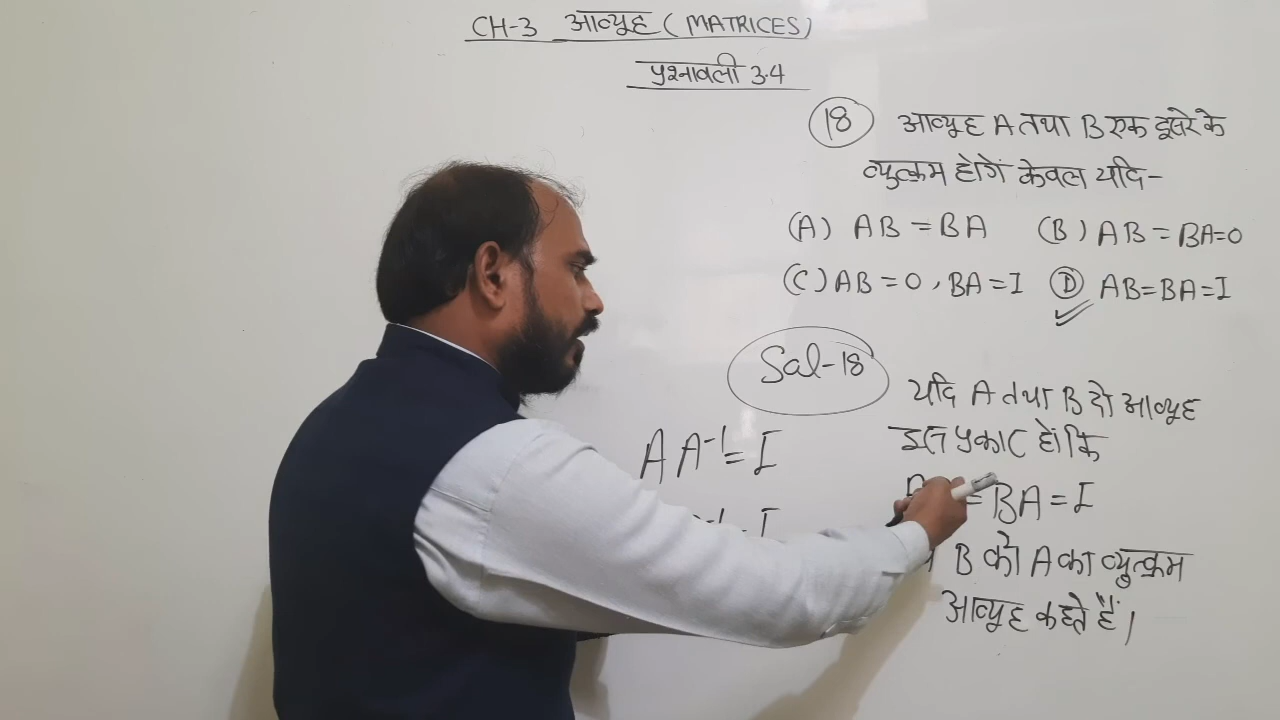 CH-3 आव्यूह ( MATRICES )
प्रश्नावली 3.4
18 आव्यूह A तथा B एक दूसरे के
व्युत्क्रम होगें केवल यदि-
(A) AB = BA (B) AB = BA=0
(C) AB = 0, BA = I (D) AB=BA=I
Sol-18
यदि A तथा B दो आव्यूह
इस प्रकार हों कि
A A⁻¹ = I
= BA = I
B को A का व्युत्क्रम
आव्यूह कहते हैं।